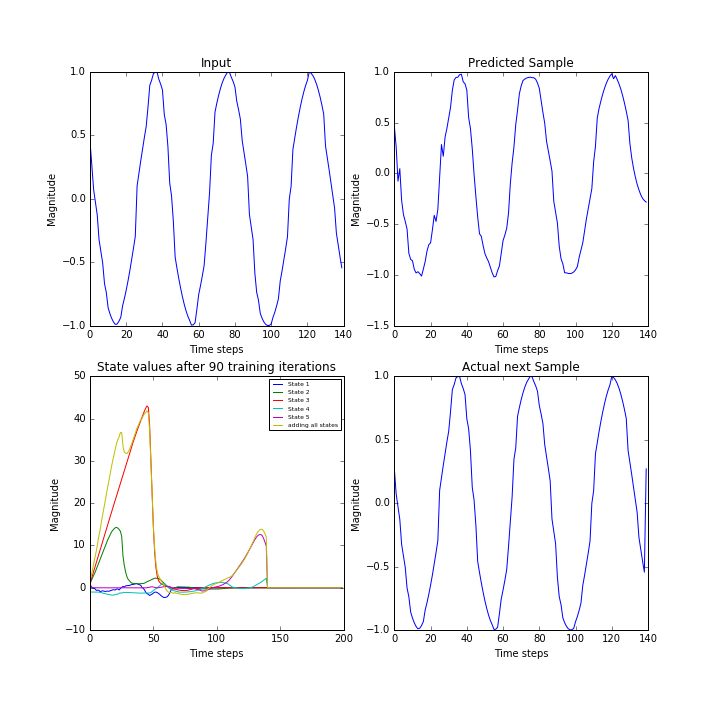 Input
1.0
0.5
0.0
−0.5
−1.0
Magnitude
0 20 40 60 80 100 120 140
Time steps
Predicted Sample
1.0
0.5
0.0
−0.5
−1.0
−1.5
Magnitude
0 20 40 60 80 100 120 140
Time steps
State values after 90 training iterations
50
40
30
20
10
0
−10
Magnitude
State 1
State 2
State 3
State 4
State 5
adding all states
0 50 100 150 200
Time steps
Actual next Sample
1.0
0.5
0.0
−0.5
−1.0
Magnitude
0 20 40 60 80 100 120 140
Time steps